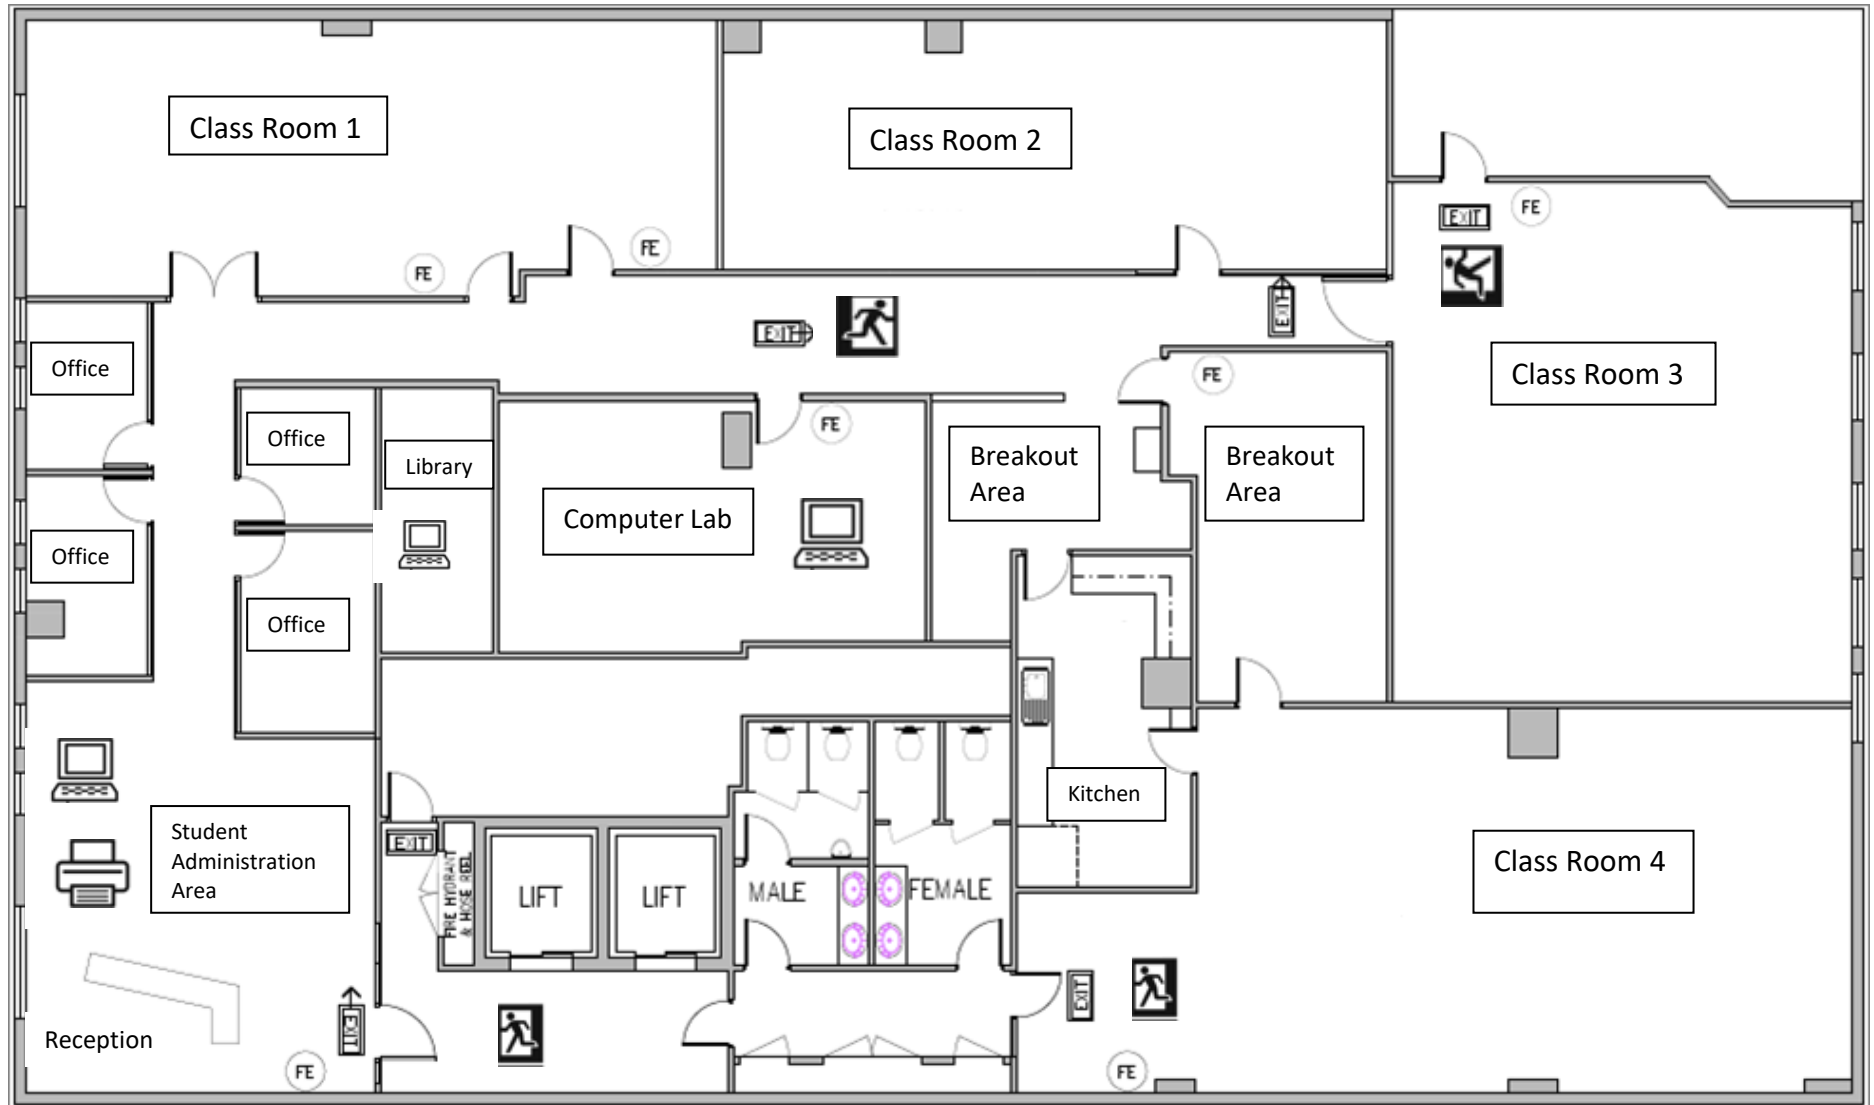 Class Room 1
Class Room 2
FE
FE
EXIT
FE
EXIT
EXIT
Class Room 3
Office
FE
FE
Office
Library
Breakout
Area
Breakout
Area
Computer Lab
Office
Office
Kitchen
Student
Administration
Area
EXIT
FIRE HYDRANT
& HOSE REEL
LIFT
LIFT
MALE
FEMALE
Class Room 4
EXIT
EXIT
Reception
FE
FE